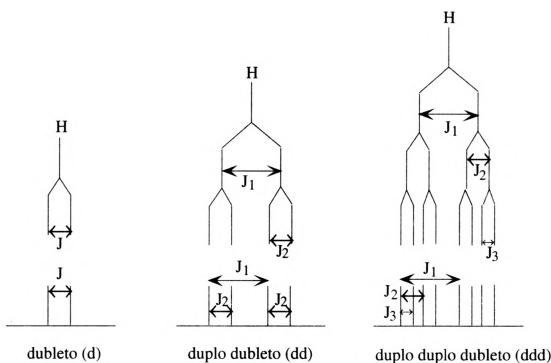 H
J
J
dubleto (d)
H
J1
J2
J1
J2 J2
duplo dubleto (dd)
H
J1
J2
J3
J1
J2
J3
duplo duplo dubleto (ddd)